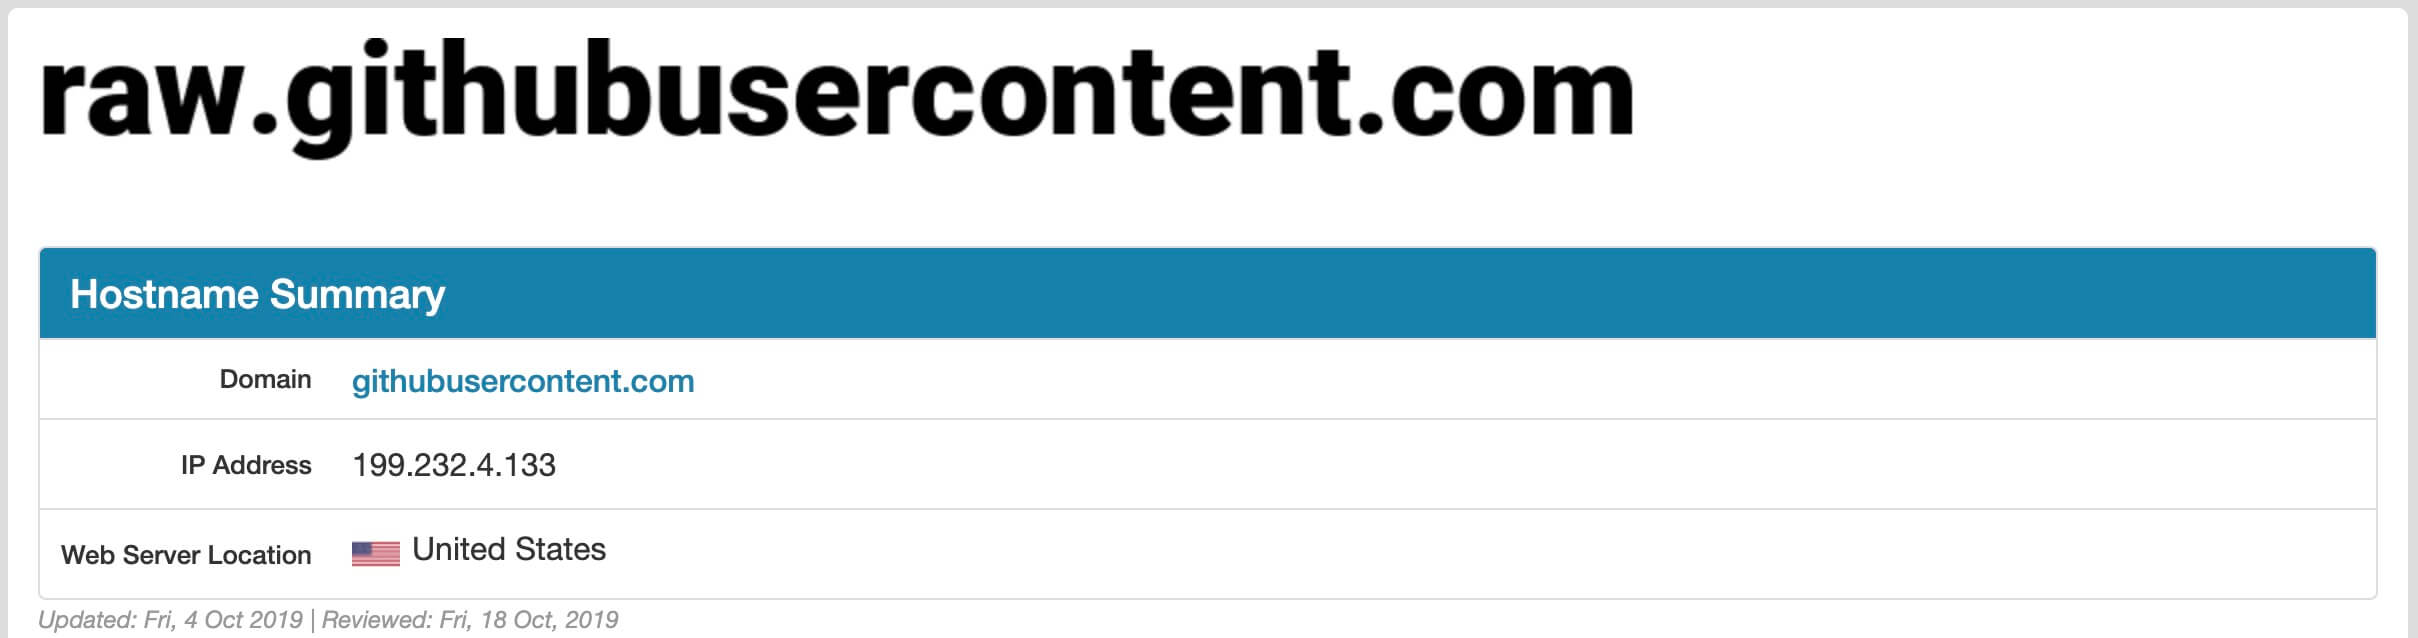 raw.githubusercontent.com
Hostname Summary
Domain githubusercontent.com
IP Address 199.232.4.133
Web Server Location United States
Updated: Fri, 4 Oct 2019 | Reviewed: Fri, 18 Oct, 2019